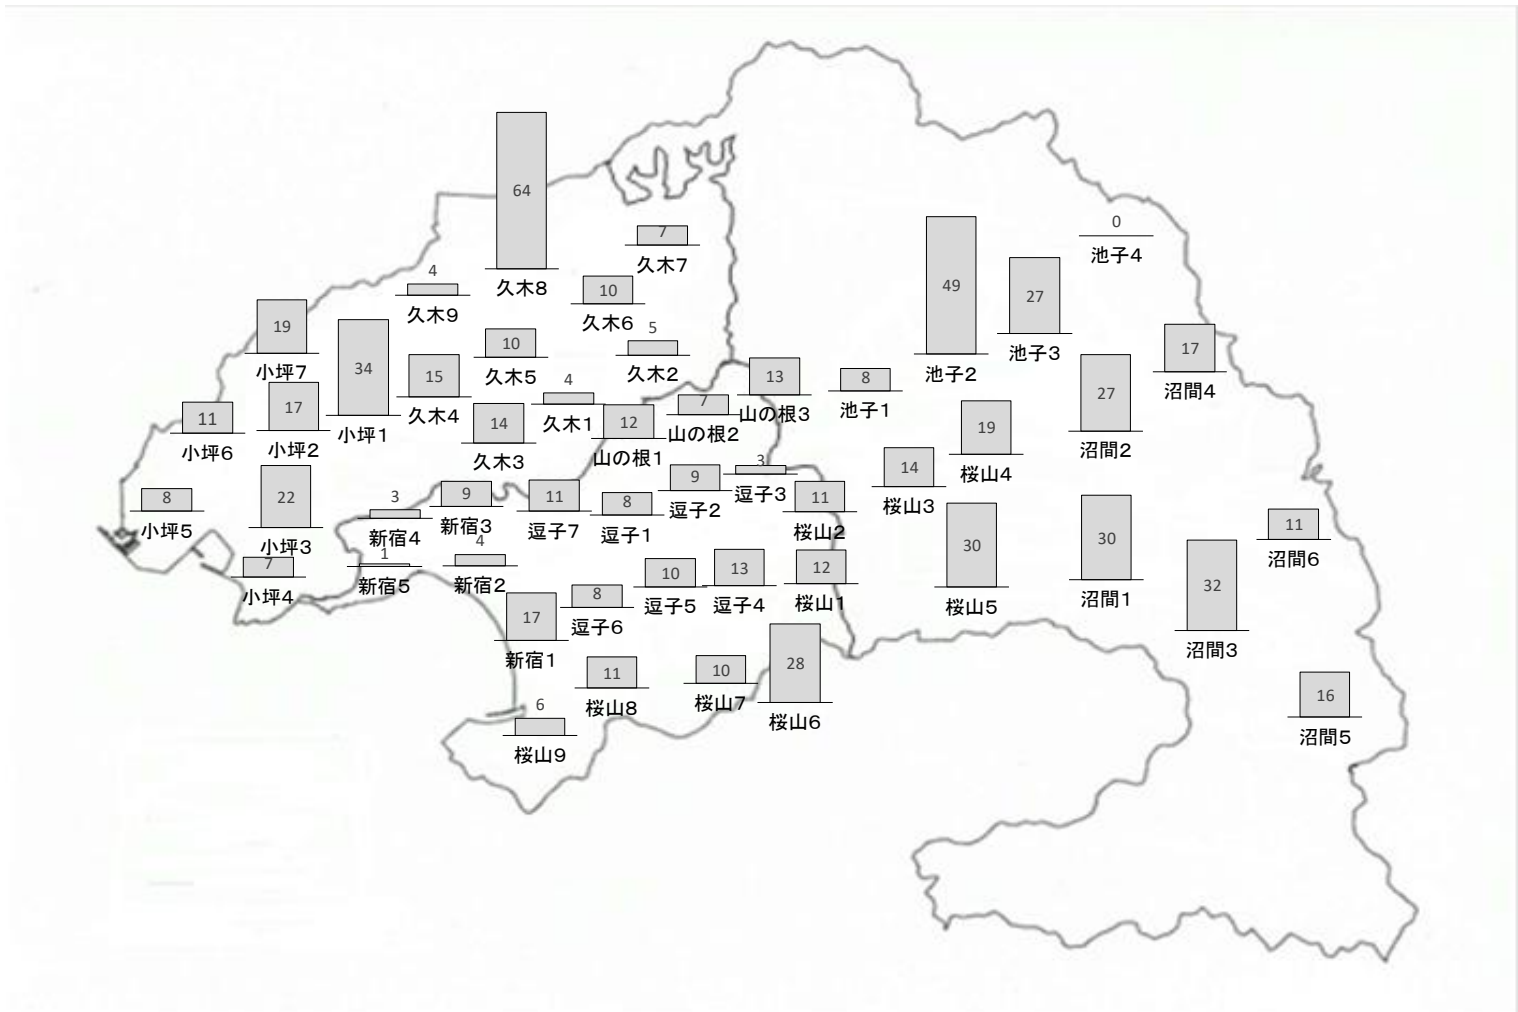 64
久木8
7
久木7
0
池子4
49
池子2
27
池子3
4
久木9
10
久木6
19
小坪7
34
小坪1
10
久木5
5
久木2
17
沼間4
15
久木4
13
山の根3
8
池子1
27
沼間2
17
小坪2
4
久木1
7
山の根2
11
小坪6
14
久木3
12
山の根1
19
桜山4
14
桜山3
8
小坪5
22
小坪3
3
新宿4
9
新宿3
11
逗子7
8
逗子1
9
逗子2
3
逗子3
11
桜山2
30
桜山5
30
沼間1
11
沼間6
7
小坪4
1
新宿5
4
新宿2
10
逗子5
13
逗子4
12
桜山1
32
沼間3
17
新宿1
8
逗子6
11
桜山8
10
桜山7
28
桜山6
16
沼間5
6
桜山9